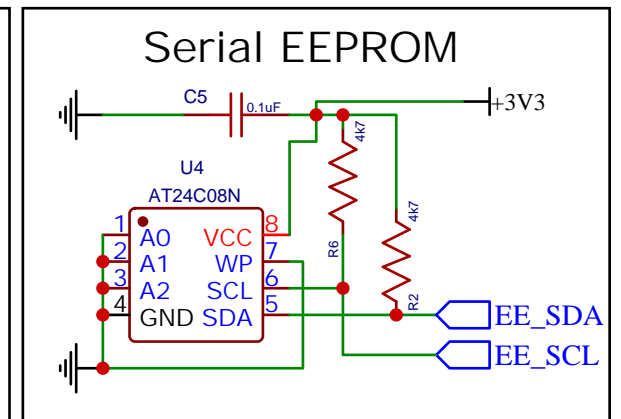 Serial EEPROM
C5
0.1uF
+3V3
4k7
4k7
U4
AT24C08N
1 A0 VCC 8
2 A1 WP 7
3 A2 SCL 6
4 GND SDA 5
R6
R2
EE_SDA
EE_SCL